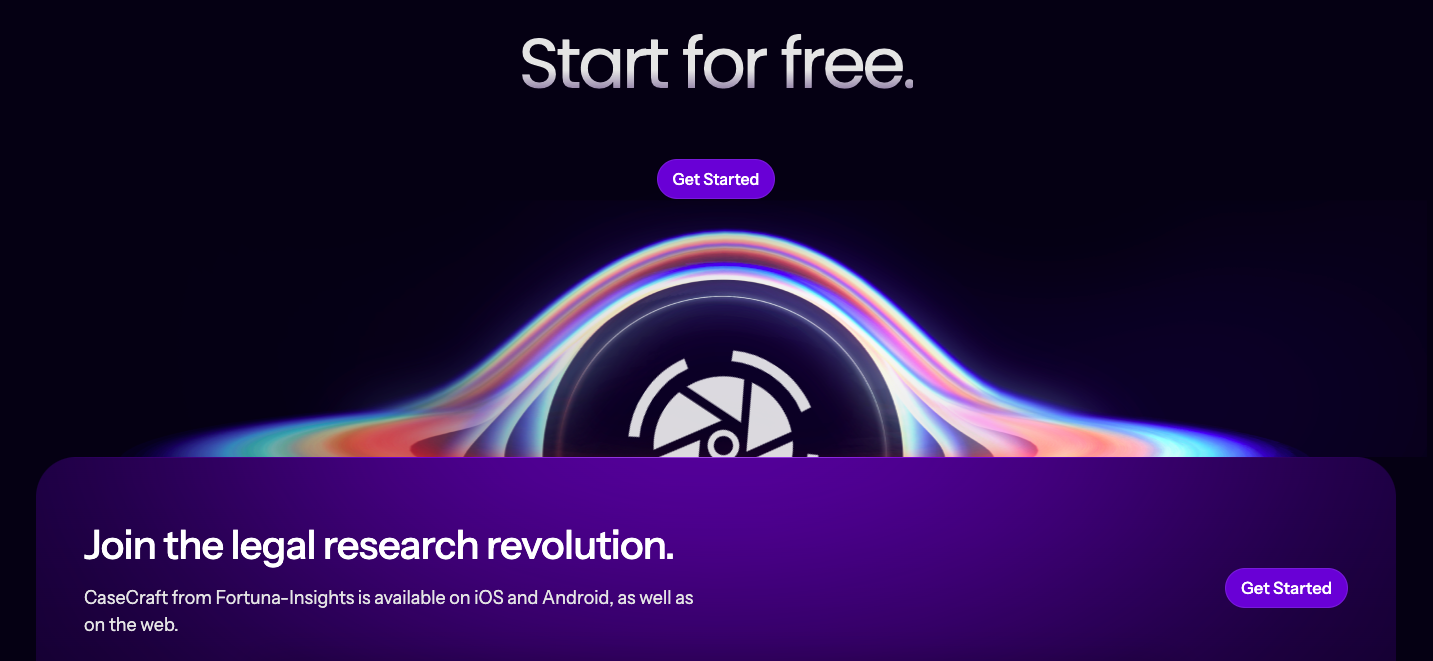 Start for free.
Get Started
Join the legal research revolution.
CaseCraft from Fortuna-Insights is available on iOS and Android, as well as
on the web.
Get Started